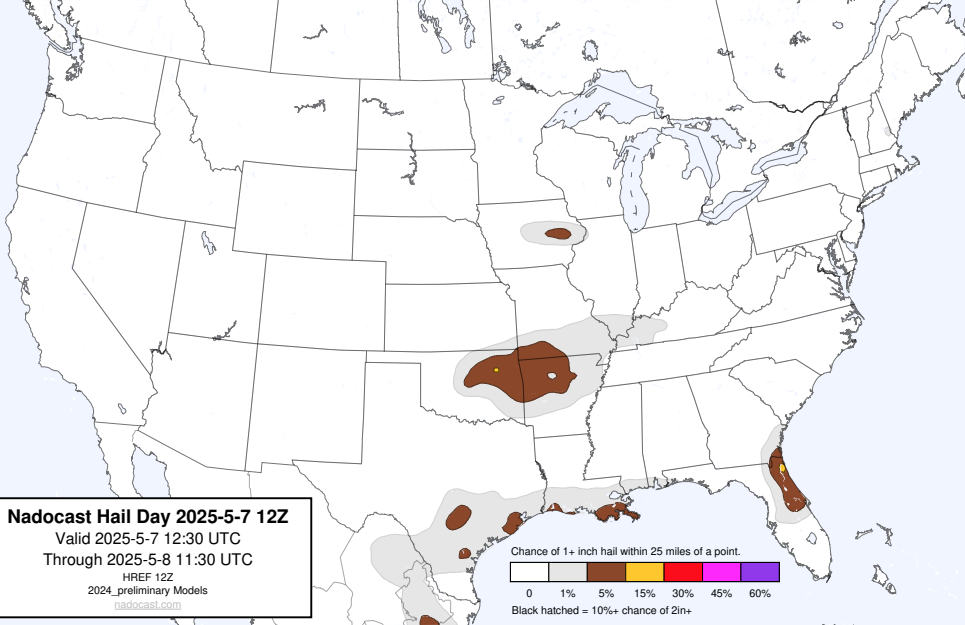 Nadocast Hail Day 2025-5-7 12Z
Valid 2025-5-7 12:30 UTC
Through 2025-5-8 11:30 UTC
HREF 12Z
2024_preliminary Models
nadocast.com
Chance of 1+ inch hail within 25 miles of a point.
0 1% 5% 15% 30% 45% 60%
Black hatched = 10%+ chance of 2in+